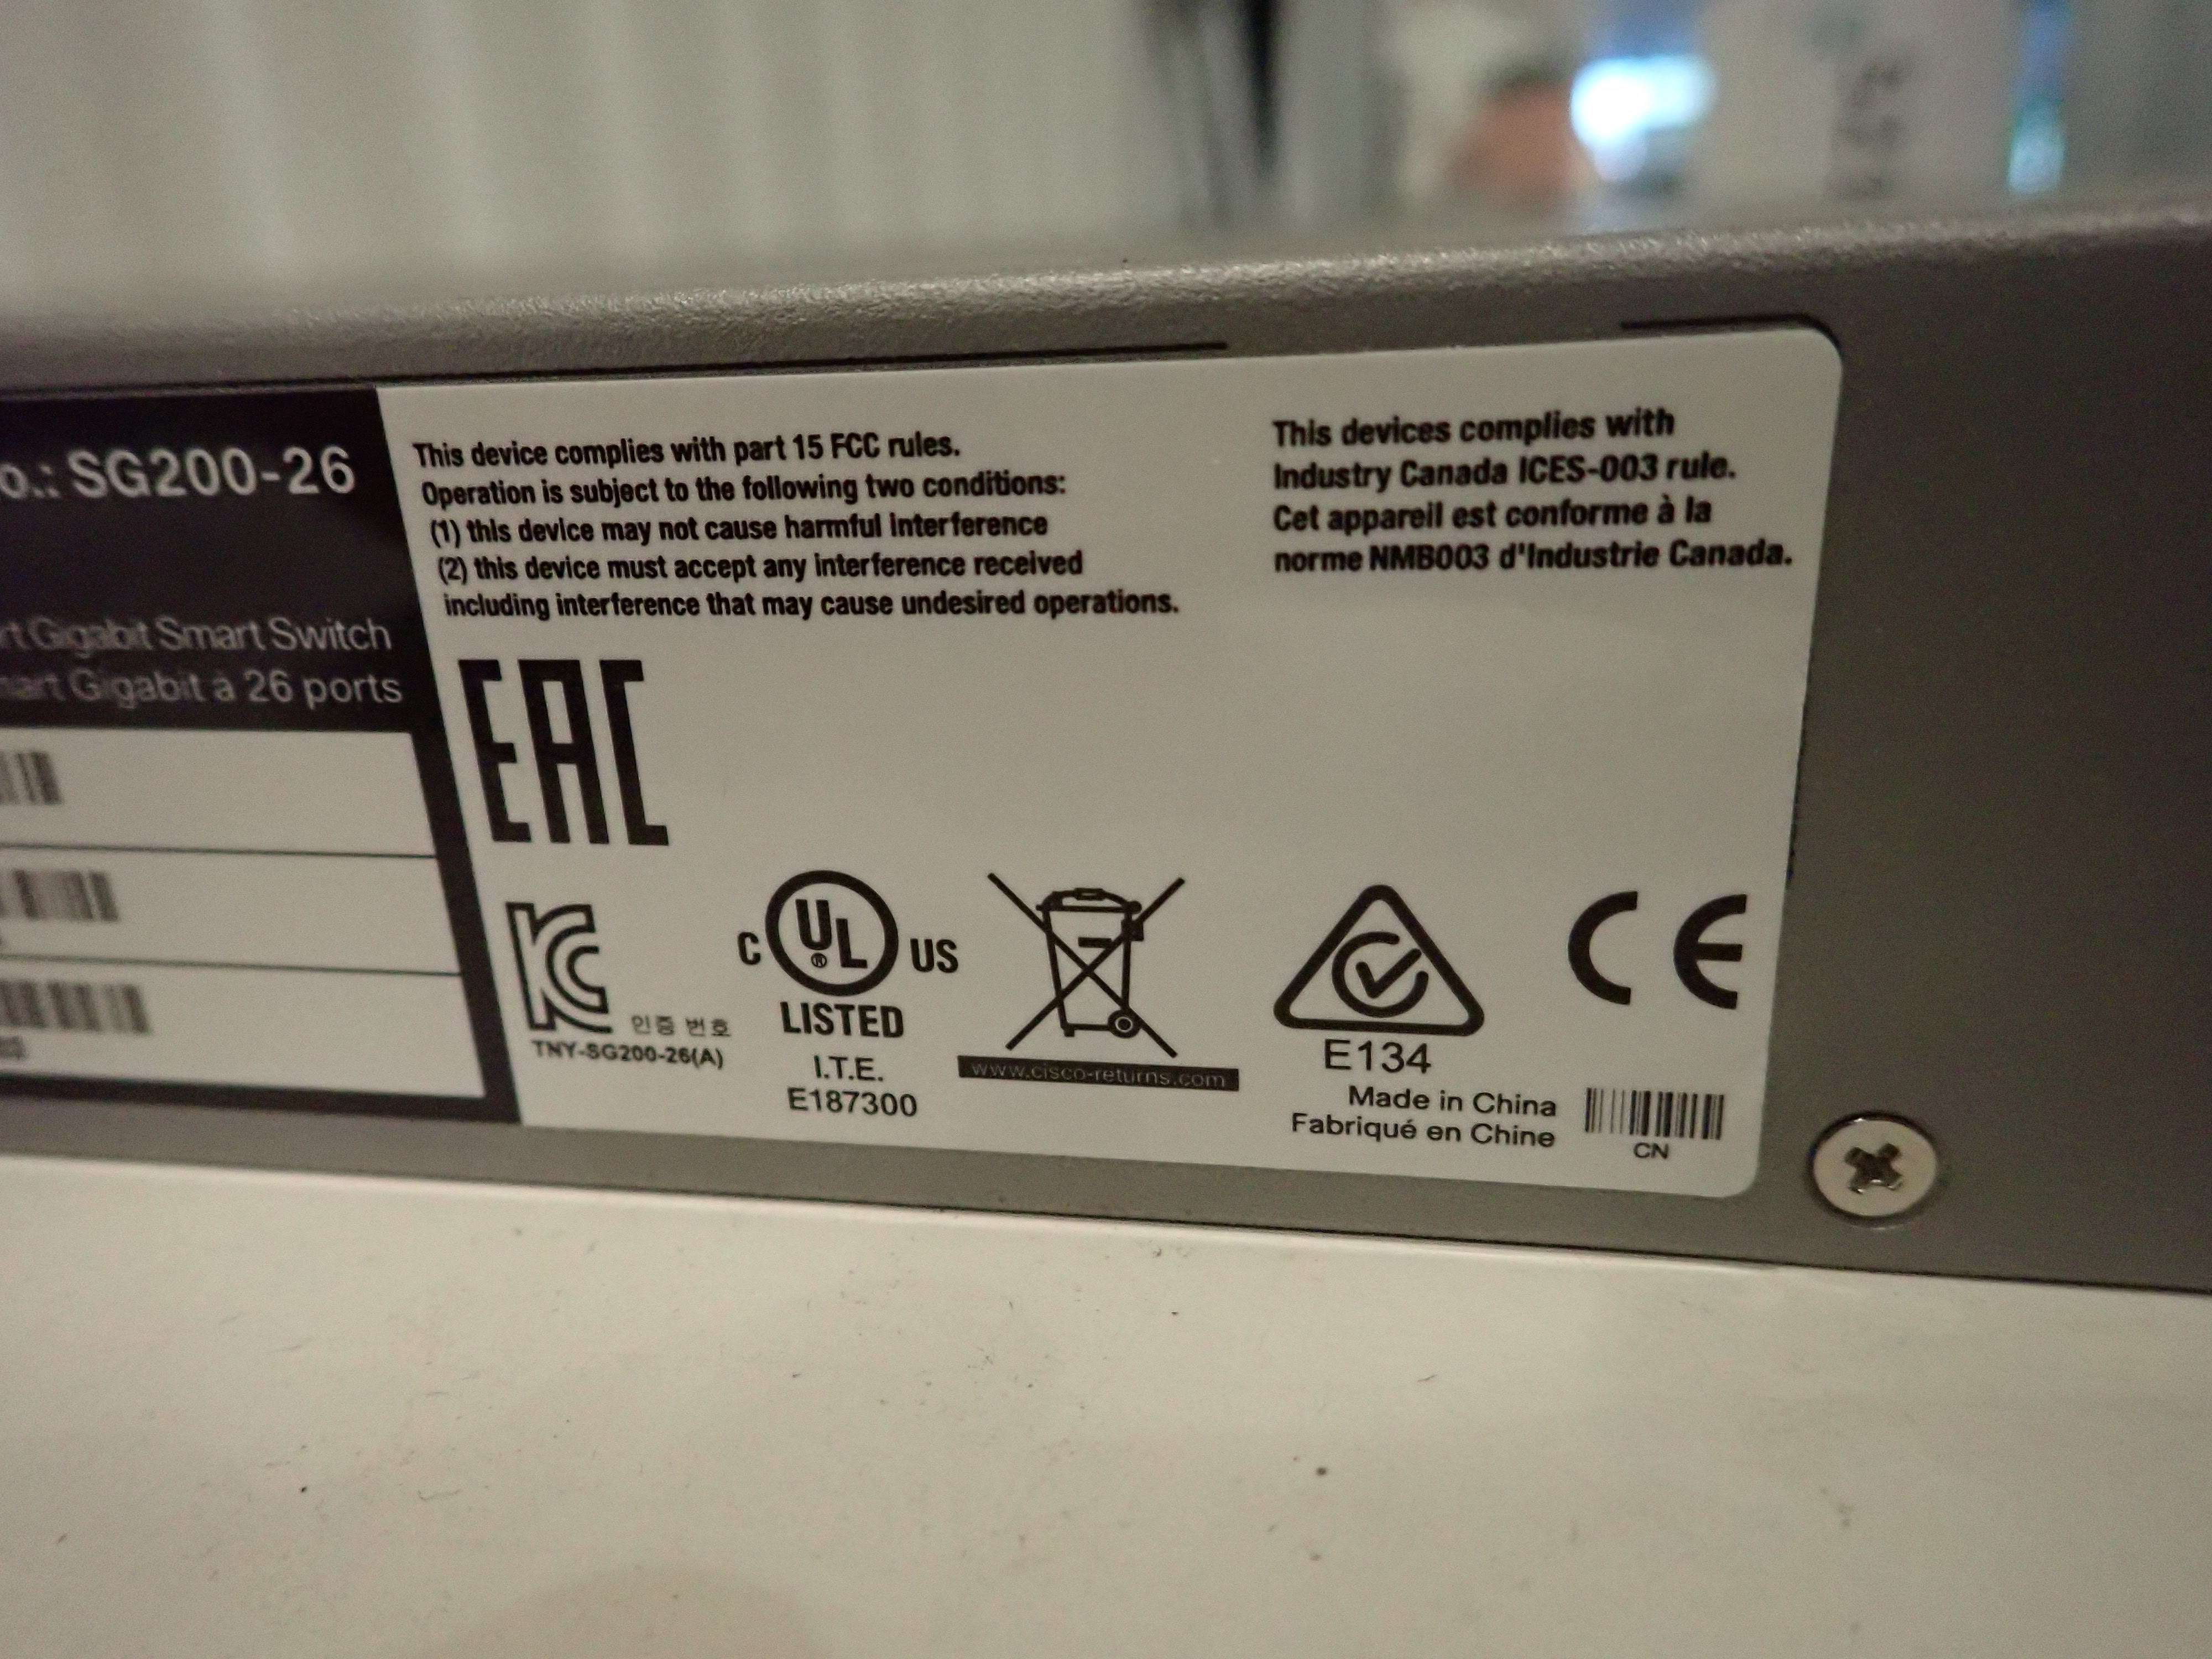 o.: SG200-26
rt Gigabit Smart Switch
mart Gigabit à 26 ports
This device complies with part 15 FCC rules.
Operation is subject to the following two conditions:
(1) this device may not cause harmful interference
(2) this device must accept any interference received
including interference that may cause undesired operations.
This devices complies with
Industry Canada ICES-003 rule.
Cet appareil est conforme à la
norme NMB003 d'Industrie Canada.
EAC
KC
인증 번호
TNY-SG200-26(A)
C UL® US
LISTED
I.T.E.
E187300
www.cisco-returns.com
E134
CE
Made in China
Fabriqué en Chine
CN